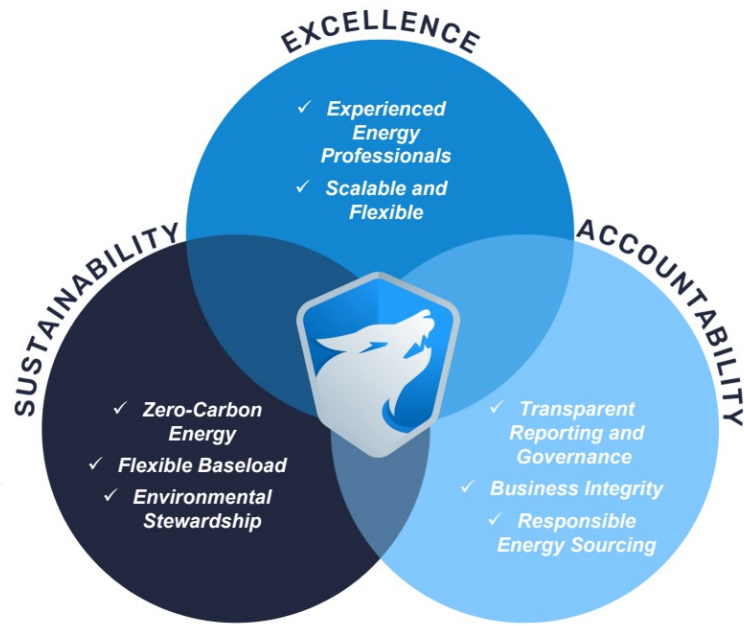 EXCELLENCE
✓ Experienced
Energy
Professionals
✓ Scalable and
Flexible
SUSTAINABILITY
✓ Zero-Carbon
Energy
✓ Flexible Baseload
✓ Environmental
Stewardship
ACCOUNTABILITY
✓ Transparent
Reporting and
Governance
✓ Business Integrity
✓ Responsible
Energy Sourcing